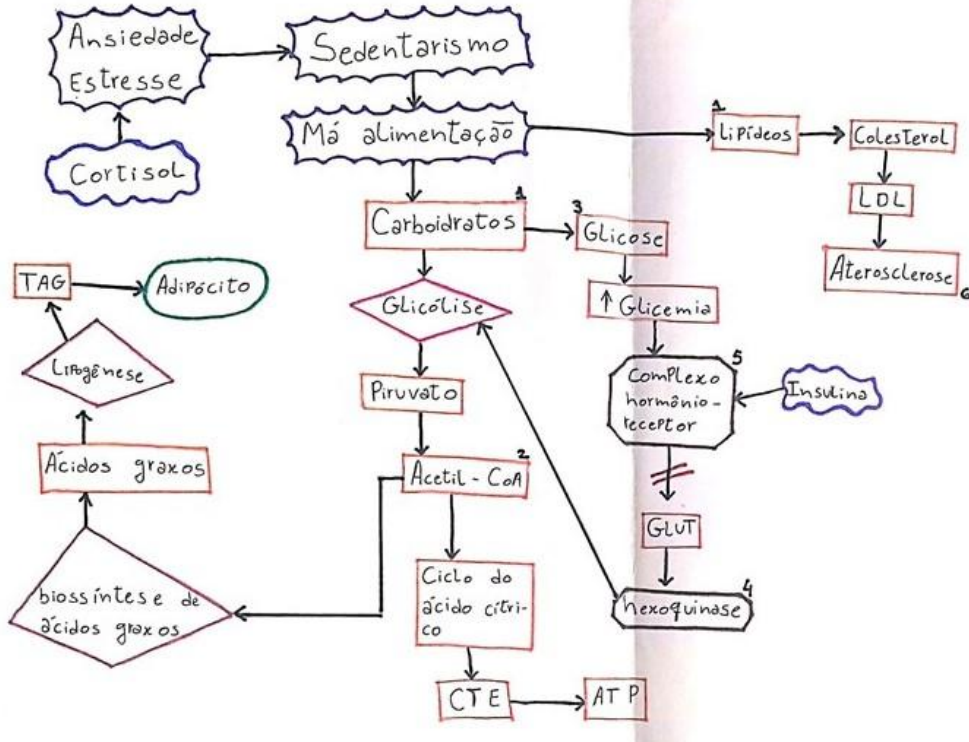 Ansiedade
Estresse
Sedentarismo
Má alimentação
Cortisol
1
Lipídeos
Colesterol
LDL
Aterosclerose
6
1
Carboidratos
3
Glicose
↑ Glicemia
5
Complexo
hormônio-
receptor
Insulina
GLUT
4
hexoquinase
Glicólise
Piruvato
2
Acetil-CoA
Ciclo do
ácido cítri-
co
CTE
ATP
biossíntese de
ácidos graxos
Ácidos graxos
Lipogênese
TAG
Adipócito